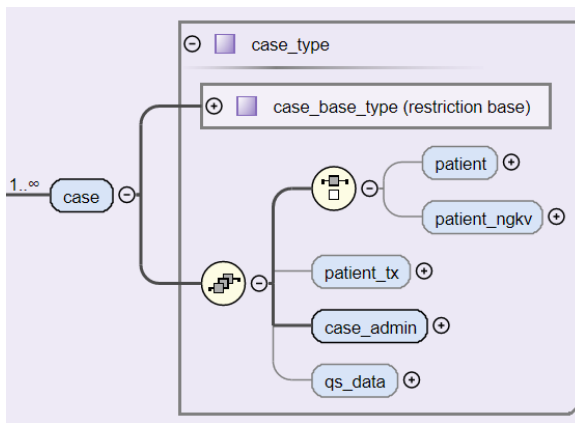 case_type
case_base_type (restriction base)
1..∞
case
patient
patient_ngkv
patient_tx
case_admin
qs_data